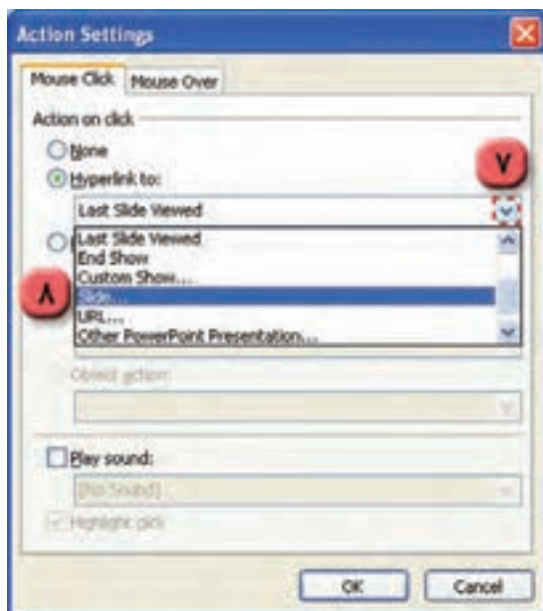 Action Settings
Mouse Click Mouse Over
Action on click
None
Hyperlink to:
٧
Last Slide Viewed
Last Slide Viewed
End Show
Custom Show...
٨
Slide...
URL...
Other PowerPoint Presentation...
Object action:
Play sound:
[No Sound]
Highlight click
OK Cancel